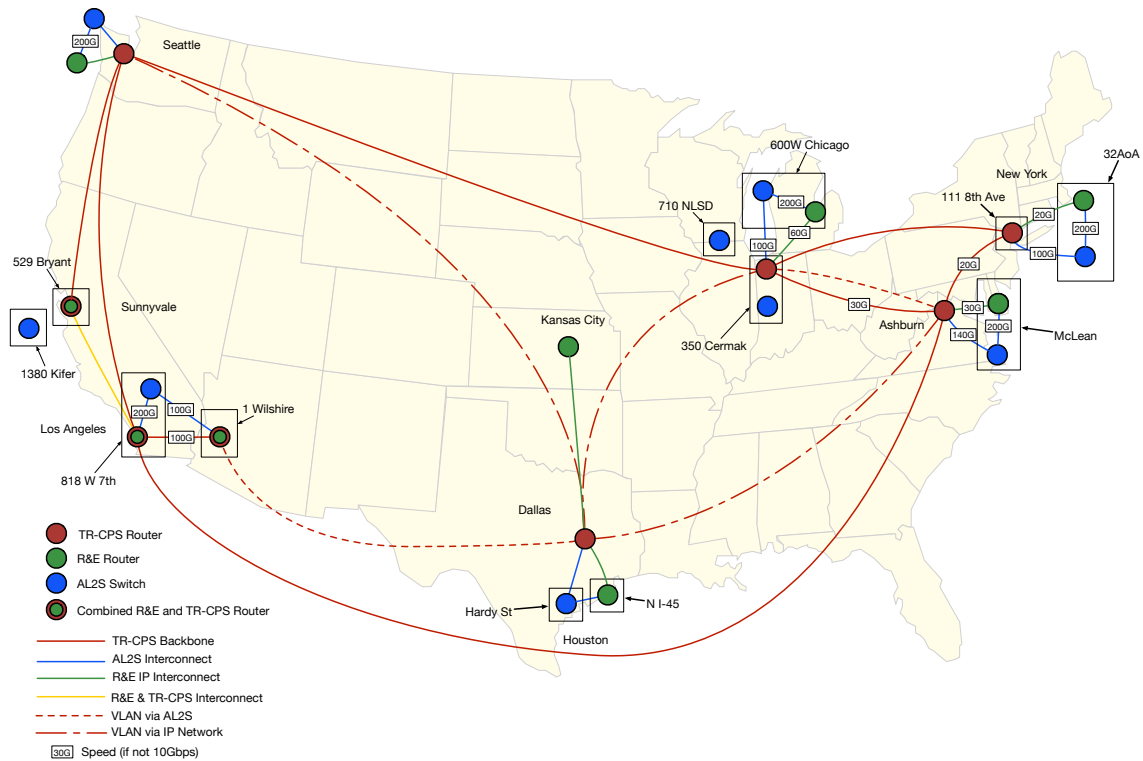 Seattle
200G
600W Chicago
32AoA
New York
710 NLSD
111 8th Ave
200G
20G
60G
200G
100G
100G
529 Bryant
20G
Sunnyvale
30G
30G
Kansas City
Ashburn
200G
McLean
140G
350 Cermak
1380 Kifer
200G
100G
1 Wilshire
Los Angeles
100G
818 W 7th
Dallas
TR-CPS Router
R&E Router
AL2S Switch
Combined R&E and TR-CPS Router
Hardy St
N I-45
Houston
TR-CPS Backbone
AL2S Interconnect
R&E IP Interconnect
R&E & TR-CPS Interconnect
VLAN via AL2S
VLAN via IP Network
30G Speed (if not 10Gbps)